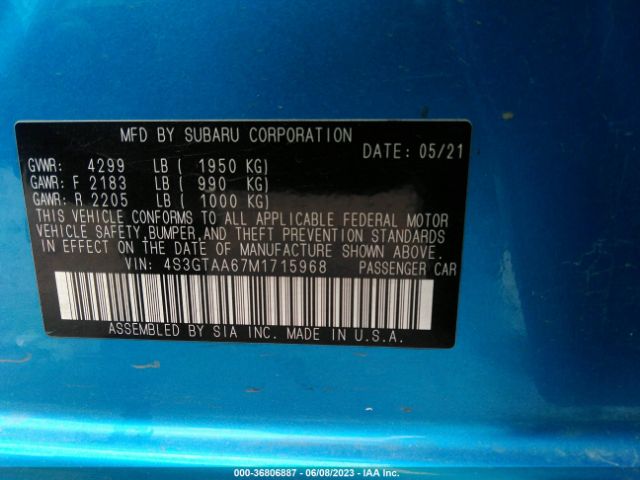 MFD BY SUBARU CORPORATION
DATE: 05/21
GVWR: 4299 LB ( 1950 KG)
GAWR: F 2183 LB ( 990 KG)
GAWR: R 2205 LB ( 1000 KG)
THIS VEHICLE CONFORMS TO ALL APPLICABLE FEDERAL MOTOR
VEHICLE SAFETY,BUMPER,AND THEFT PREVENTION STANDARDS
IN EFFECT ON THE DATE OF MANUFACTURE SHOWN ABOVE.
VIN: 4S3GTAA67M1715968 PASSENGER CAR
ASSEMBLED BY SIA INC. MADE IN U.S.A.
000-36806887 - 06/08/2023 - IAA Inc.